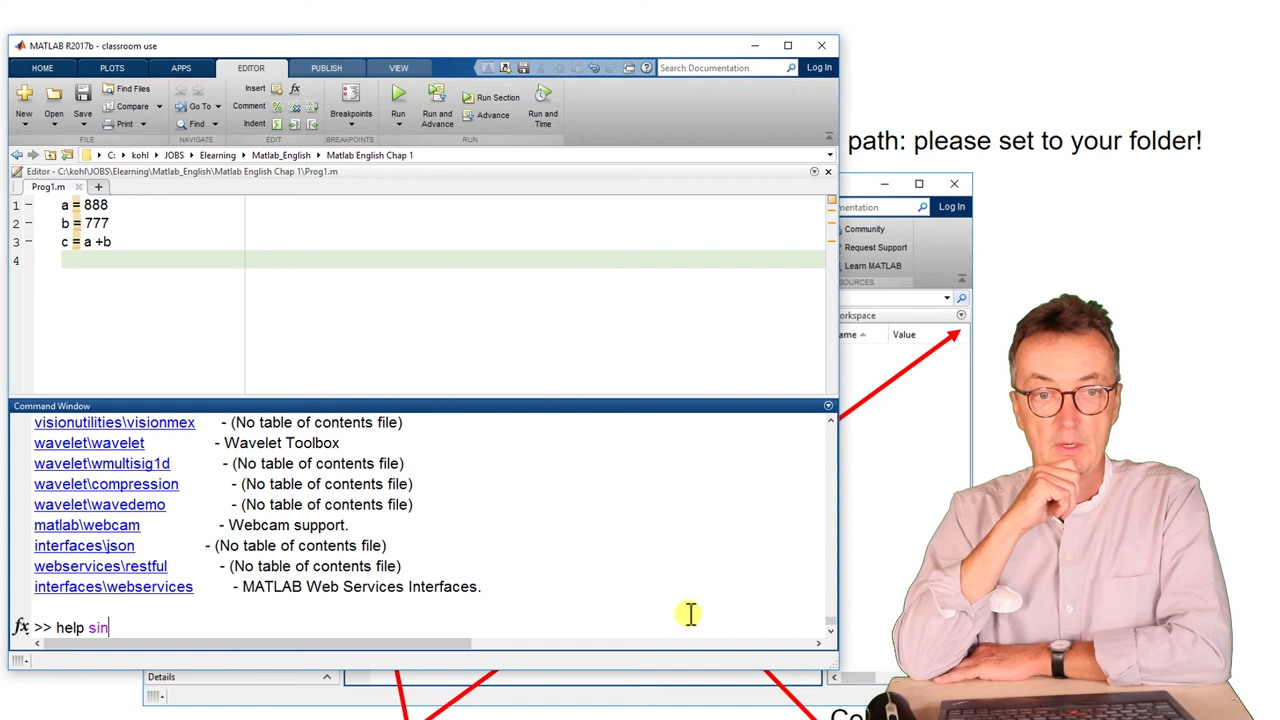 MATLAB R2017b - classroom use
HOME PLOTS APPS EDITOR PUBLISH VIEW Search Documentation Log In
New Open Save Find Files Compare Print Go To Find Insert Comment Indent fx Breakpoints Run Run and Advance Run Section Advance Run and Time
FILE NAVIGATE EDIT BREAKPOINTS RUN
C: kohl JOBS Elearning Matlab_English Matlab English Chap 1
path: please set to your folder!
Editor - C:\kohl\JOBS\Elearning\Matlab_English\Matlab English Chap 1\Prog1.m
Prog1.m
1 a = 888
2 b = 777
3 c = a +b
4
umentation Log In
Community
Request Support
Learn MATLAB
SOURCES
orkspace
ame Value
Command Window
visionutilities\visionmex - (No table of contents file)
wavelet\wavelet - Wavelet Toolbox
wavelet\wmultisig1d - (No table of contents file)
wavelet\compression - (No table of contents file)
wavelet\wavedemo - (No table of contents file)
matlab\webcam - Webcam support.
interfaces\json - (No table of contents file)
webservices\restful - (No table of contents file)
interfaces\webservices - MATLAB Web Services Interfaces.
fx >> help sin
Details